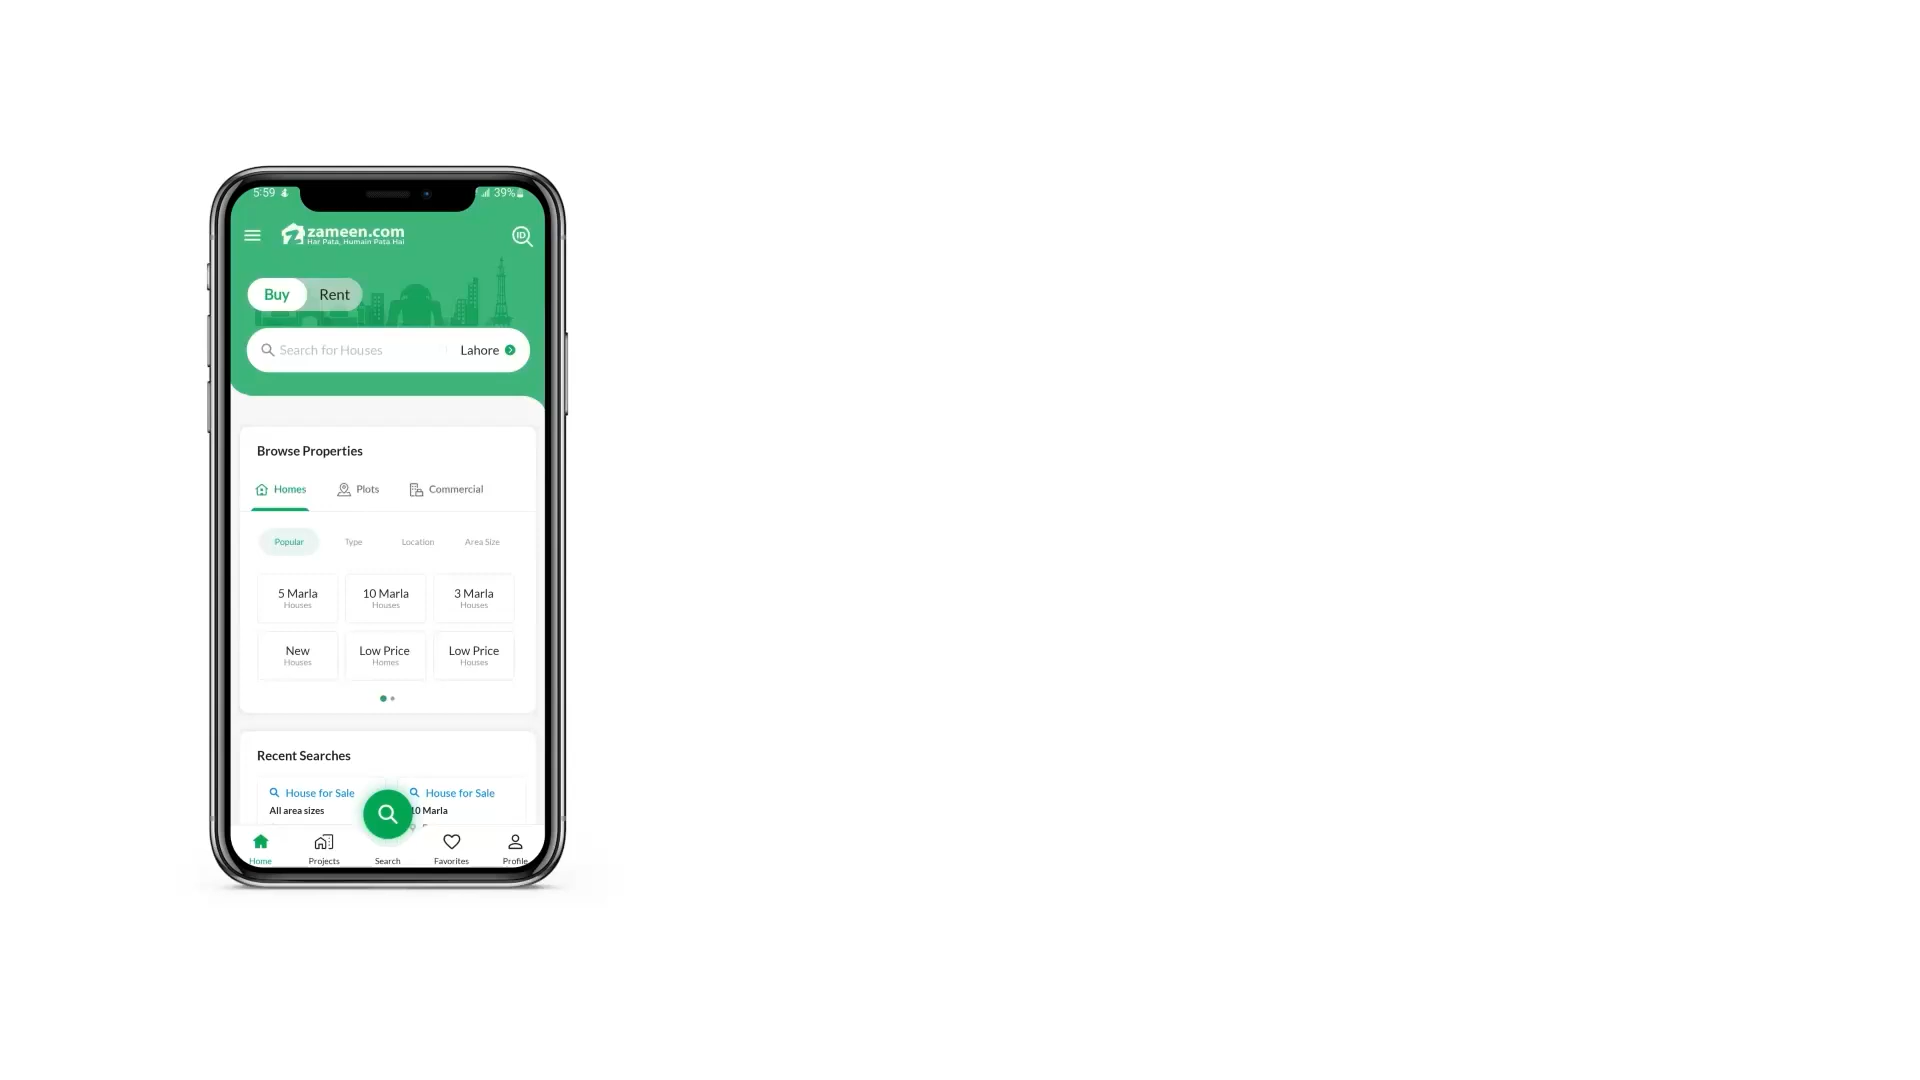 5:59 39%
zameen.com
Har Pata, Humain Pata Hai
ID
Buy Rent
Search for Houses Lahore
Browse Properties
Homes Plots Commercial
Popular Type Location Area Size
5 Marla 10 Marla 3 Marla
Houses Houses Houses
New Low Price Low Price
Houses Homes Houses
Recent Searches
House for Sale House for Sale
All area sizes 10 Marla
Home Projects Search Favorites Profile